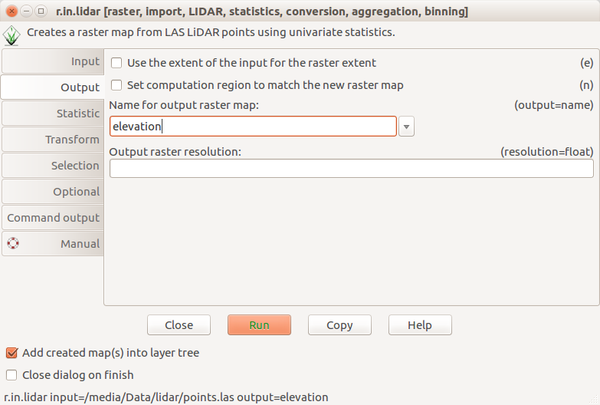 r.in.lidar [raster, import, LIDAR, statistics, conversion, aggregation, binning]
Creates a raster map from LAS LiDAR points using univariate statistics.
Input
Output
Statistic
Transform
Selection
Optional
Command output
Manual
Use the extent of the input for the raster extent (e)
Set computation region to match the new raster map (n)
Name for output raster map: (output=name)
elevation
Output raster resolution: (resolution=float)
Close Run Copy Help
Add created map(s) into layer tree
Close dialog on finish
r.in.lidar input=/media/Data/lidar/points.las output=elevation